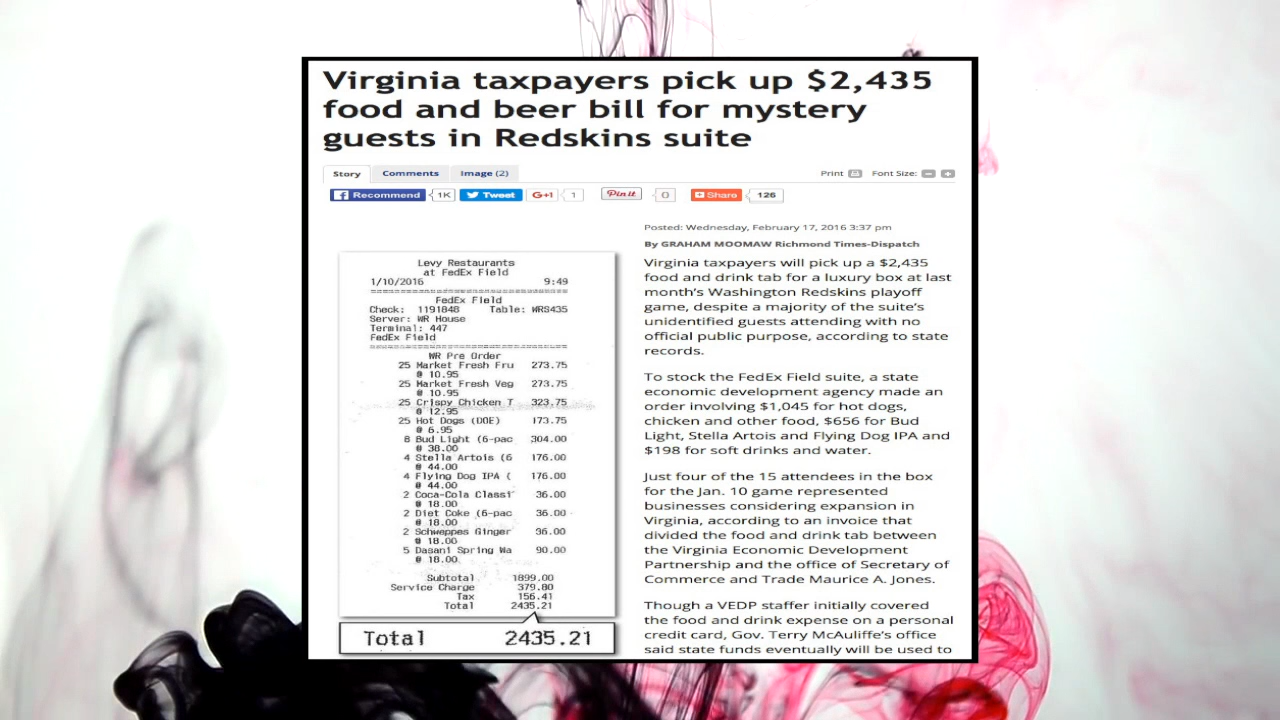 Virginia taxpayers pick up $2,435
food and beer bill for mystery
guests in Redskins suite
Story Comments Image (2)
Print Font Size:
Recommend 1K Tweet G+1 1 Pin it 0 Share 126
Levy Restaurants
at FedEx Field
1/10/2016 9:49
FedEx Field
Check: 1191848 Table: WRS435
Server: WR House
Terminal: 447
FedEx Field
WR Pre Order
25 Market Fresh Fru 273.75
@ 10.95
25 Market Fresh Veg 273.75
@ 10.95
25 Crispy Chicken T 323.75
@ 12.95
25 Hot Dogs (DOE) 173.75
@ 6.95
8 Bud Light (6-pac 304.00
@ 38.00
4 Stella Artois (6 176.00
@ 44.00
4 Flying Dog IPA ( 176.00
@ 44.00
2 Coca-Cola Classi 36.00
@ 18.00
2 Diet Coke (6-pac 36.00
@ 18.00
2 Schweppes Ginger 36.00
@ 18.00
5 Dasani Spring Wa 90.00
@ 18.00
Subtotal 1899.00
Service Charge 379.80
Tax 156.41
Total 2435.21
Total 2435.21
Posted: Wednesday, February 17, 2016 3:37 pm
By GRAHAM MOOMAW Richmond Times-Dispatch
Virginia taxpayers will pick up a $2,435
food and drink tab for a luxury box at last
month's Washington Redskins playoff
game, despite a majority of the suite's
unidentified guests attending with no
official public purpose, according to state
records.
To stock the FedEx Field suite, a state
economic development agency made an
order involving $1,045 for hot dogs,
chicken and other food, $656 for Bud
Light, Stella Artois and Flying Dog IPA and
$198 for soft drinks and water.
Just four of the 15 attendees in the box
for the Jan. 10 game represented
businesses considering expansion in
Virginia, according to an invoice that
divided the food and drink tab between
the Virginia Economic Development
Partnership and the office of Secretary of
Commerce and Trade Maurice A. Jones.
Though a VEDP staffer initially covered
the food and drink expense on a personal
credit card, Gov. Terry McAuliffe's office
said state funds eventually will be used to